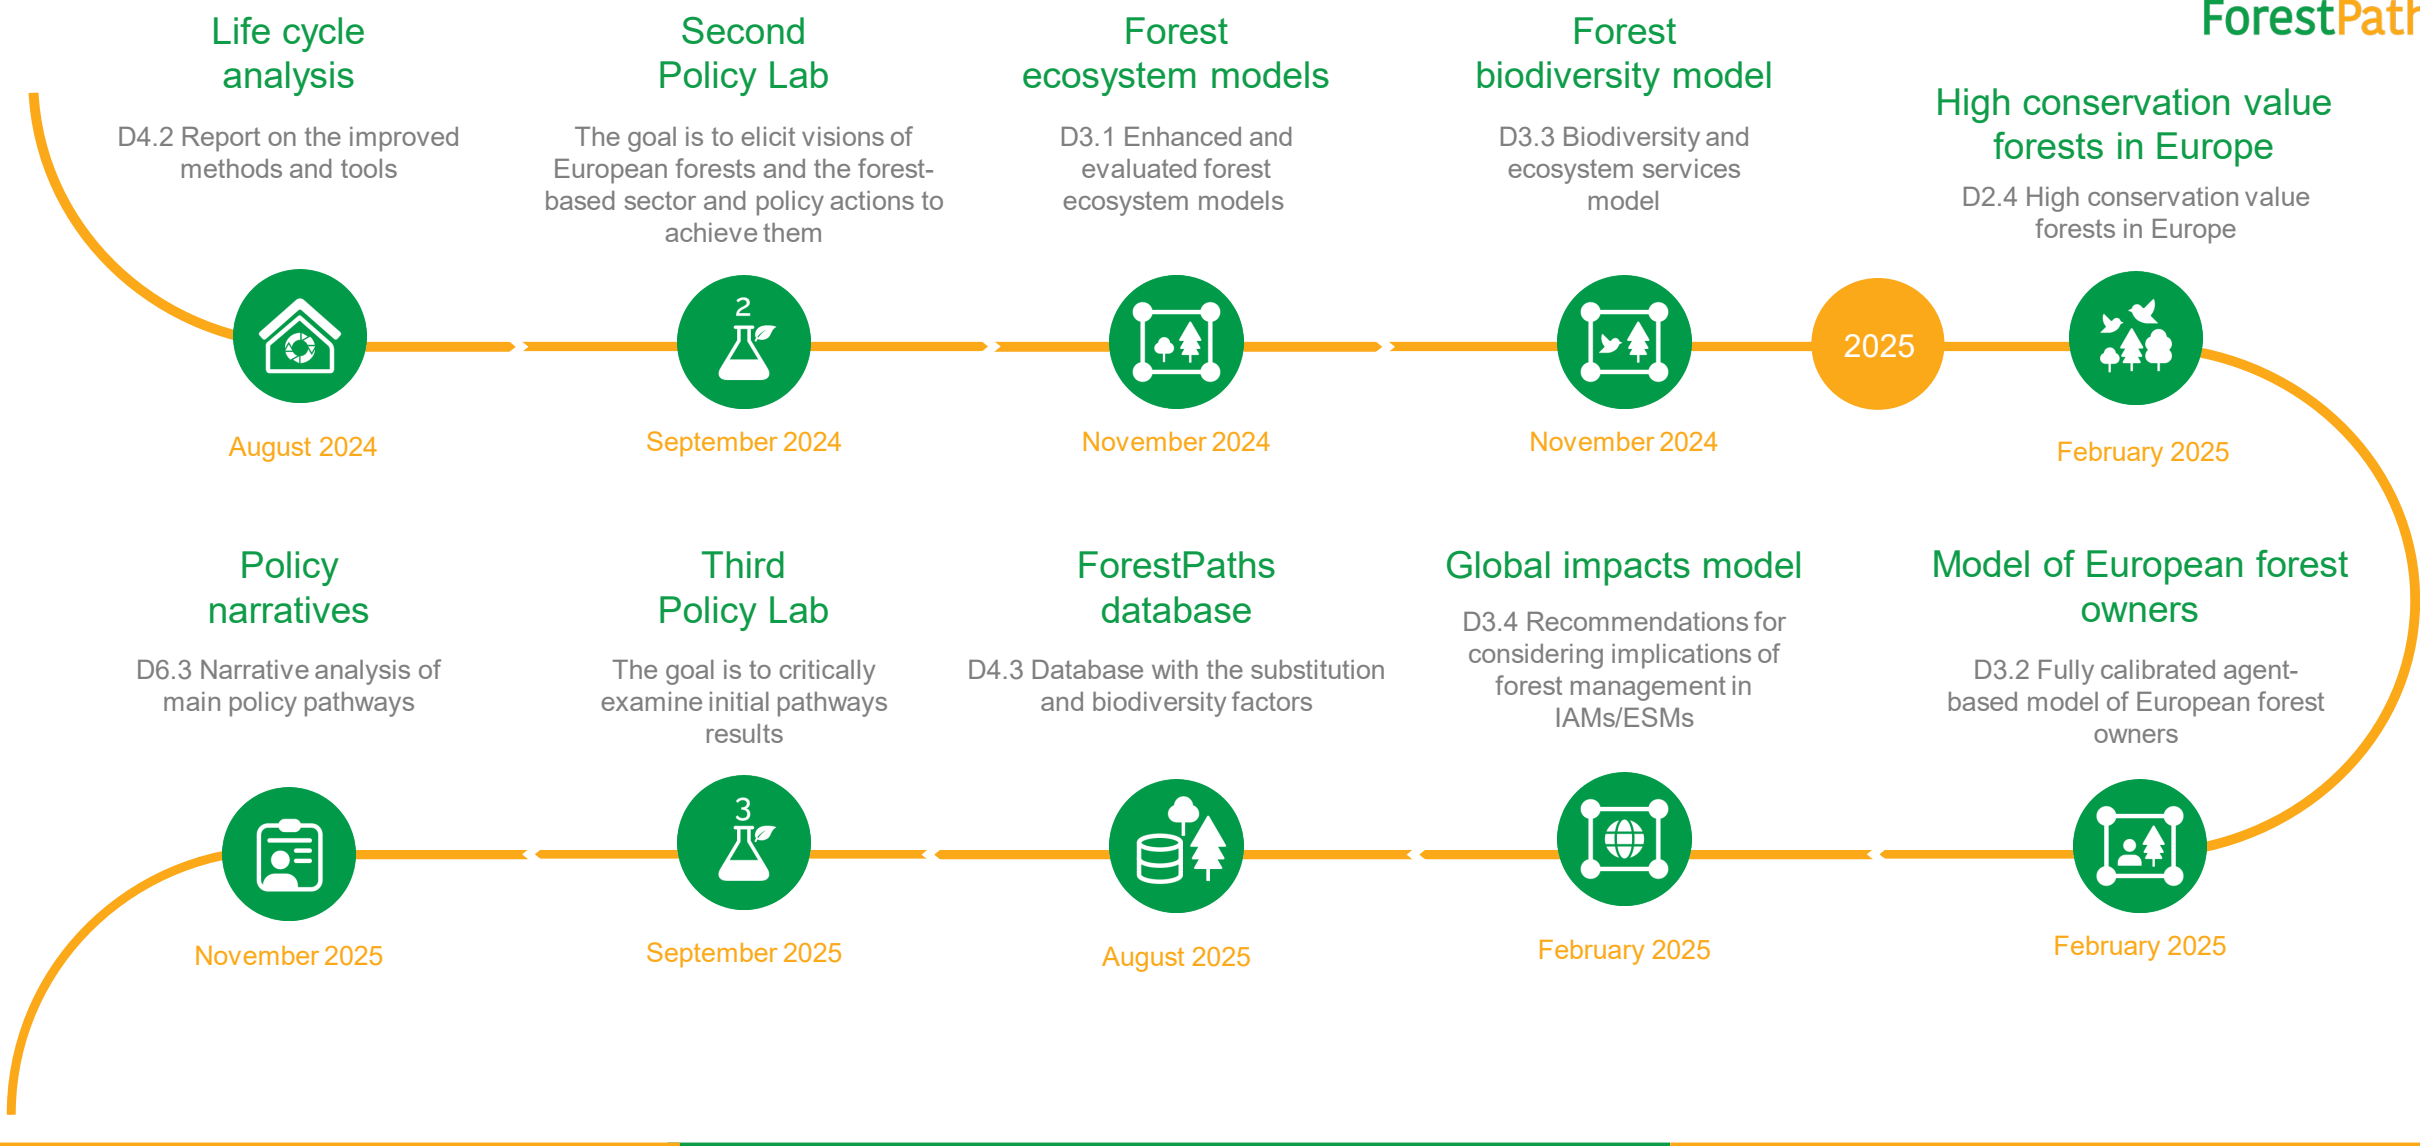 ForestPath
Life cycle
analysis
D4.2 Report on the improved
methods and tools
August 2024
Second
Policy Lab
The goal is to elicit visions of
European forests and the forest-
based sector and policy actions to
achieve them
2
September 2024
Forest
ecosystem models
D3.1 Enhanced and
evaluated forest
ecosystem models
November 2024
Forest
biodiversity model
D3.3 Biodiversity and
ecosystem services
model
November 2024
2025
High conservation value
forests in Europe
D2.4 High conservation value
forests in Europe
February 2025
Model of European forest
owners
D3.2 Fully calibrated agent-
based model of European forest
owners
February 2025
Global impacts model
D3.4 Recommendations for
considering implications of
forest management in
IAMs/ESMs
February 2025
ForestPaths
database
D4.3 Database with the substitution
and biodiversity factors
August 2025
Third
Policy Lab
The goal is to critically
examine initial pathways
results
3
September 2025
Policy
narratives
D6.3 Narrative analysis of
main policy pathways
November 2025